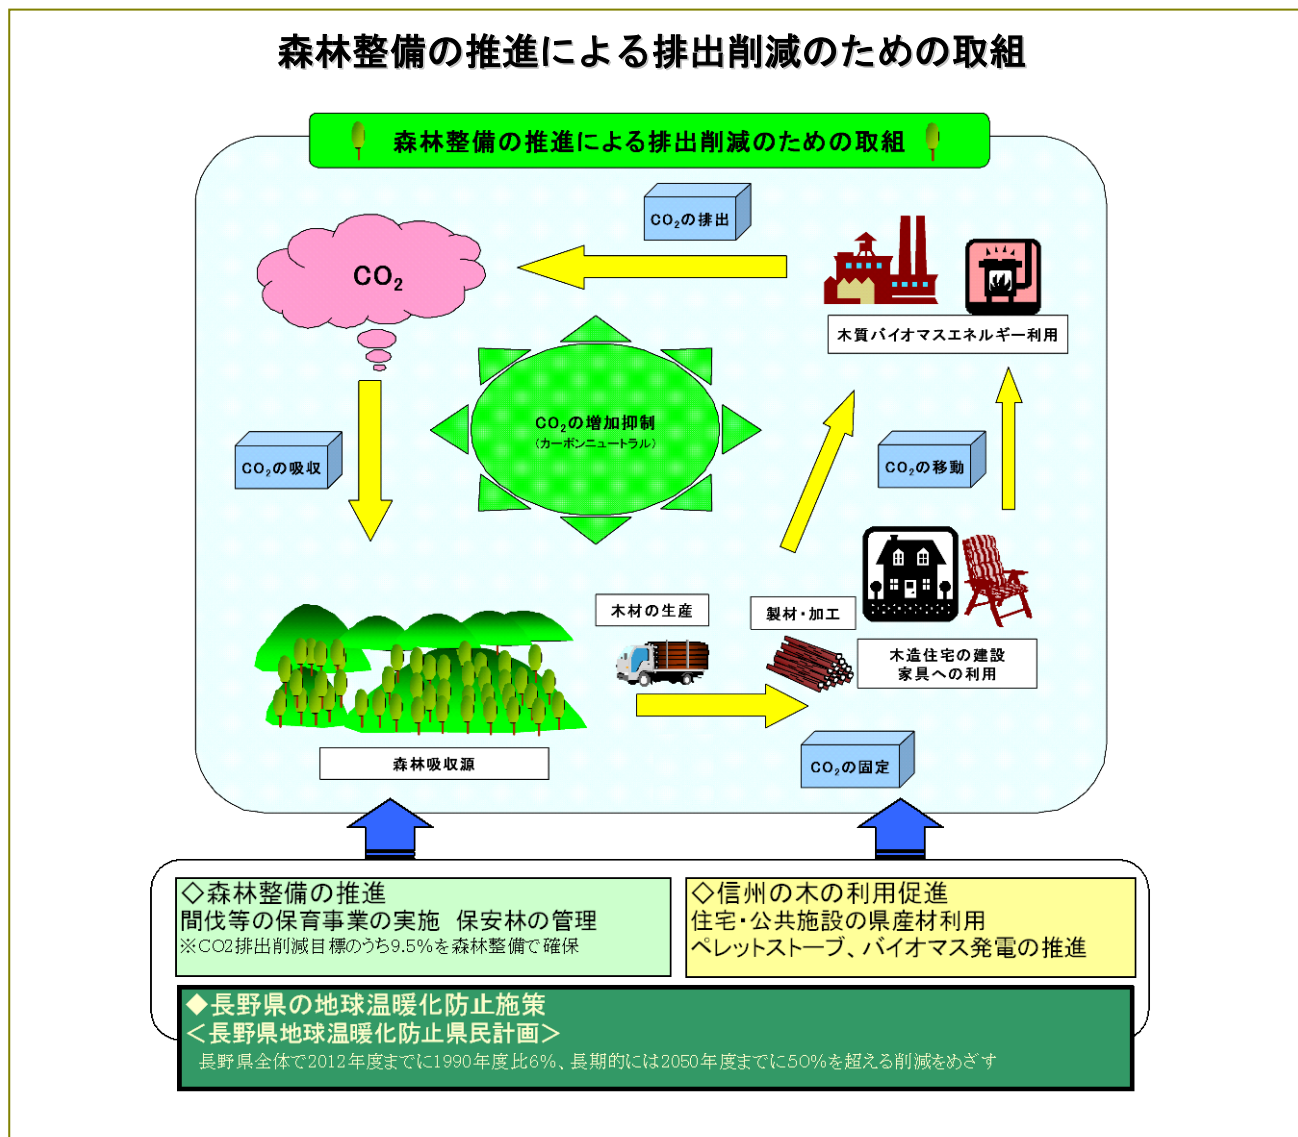 森林整備の推進による排出削減のための取組
森林整備の推進による排出削減のための取組
CO₂の排出
CO₂
木質バイオマスエネルギー利用
CO₂の増加抑制
（カーボンニュートラル）
CO₂の吸収
CO₂の移動
木材の生産
製材・加工
木造住宅の建設
家具への利用
森林吸収源
CO₂の固定
◇森林整備の推進
間伐等の保育事業の実施 保安林の管理
※CO2排出削減目標のうち9.5%を森林整備で確保
◇信州の木の利用促進
住宅・公共施設の県産材利用
ペレットストーブ、バイオマス発電の推進
◆長野県の地球温暖化防止施策
＜長野県地球温暖化防止県民計画＞
長野県全体で2012年度までに1990年度比6%、長期的には2050年度までに50%を超える削減をめざす